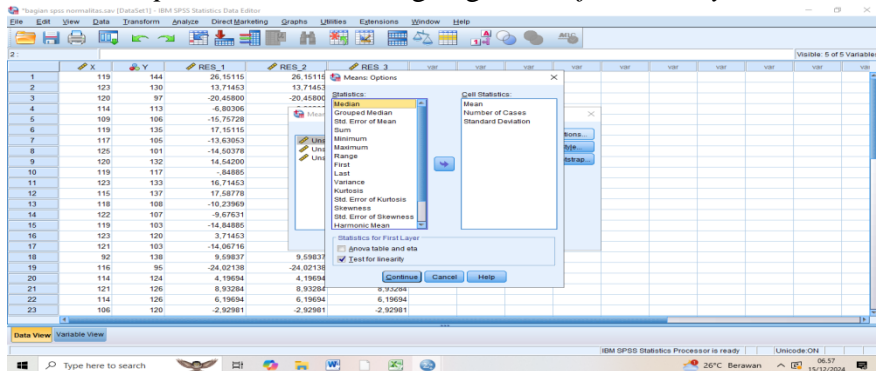 *bagian spss normalitas.sav [DataSet1] - IBM SPSS Statistics Data Editor
File Edit View Data Transform Analyze Direct Marketing Graphs Utilities Extensions Window Help
2 :
Visible: 5 of 5 Variables
X Y RES_1 RES_2 RES_3 var var var var var var var
1 119 144 26,15115 26,15115
2 123 130 13,71453 13,71453
3 120 97 -20,45800 -20,45800
4 114 113 -6,80306
5 109 106 -15,75728
6 119 135 17,15115
7 117 105 -13,63053
8 125 101 -14,50378
9 120 132 14,54200
10 119 117 -,84885
11 123 133 16,71453
12 115 137 17,58778
13 118 108 -10,23969
14 122 107 -9,67631
15 119 103 -14,84885
16 123 120 3,71453
17 121 103 -14,06716
18 92 138 9,59837 9,59837
19 116 95 -24,02138 -24,02138
20 114 124 4,19694 4,19694
21 121 126 8,93284 8,93284 8,93284
22 114 126 6,19694 6,19694 6,19694
23 106 120 -2,92981 -2,92981 -2,92981
Means: Options
Statistics:
Median
Grouped Median
Std. Error of Mean
Sum
Minimum
Maximum
Range
First
Last
Variance
Kurtosis
Std. Error of Kurtosis
Skewness
Std. Error of Skewness
Harmonic Mean
Cell Statistics:
Mean
Number of Cases
Standard Deviation
Statistics for First Layer
Anova table and eta
Test for linearity
Continue Cancel Help
Data View Variable View
IBM SPSS Statistics Processor is ready Unicode:ON
Type here to search
26°C Berawan
06.57
15/12/2024